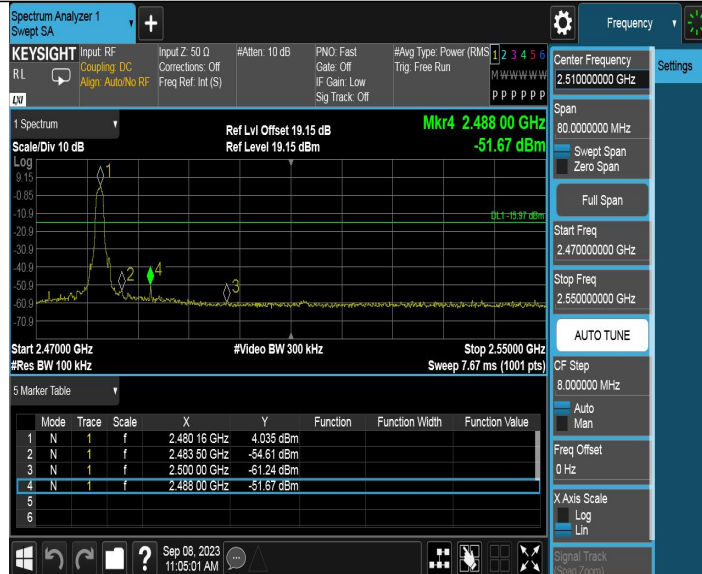 Spectrum Analyzer 1
Swept SA
Frequency
KEYSIGHT
R L
LXI
Input: RF
Coupling: DC
Align: Auto/No RF
Input Z: 50 Ω
Corrections: Off
Freq Ref: Int (S)
#Atten: 10 dB
PNO: Fast
Gate: Off
IF Gain: Low
Sig Track: Off
#Avg Type: Power (RMS
Trig: Free Run
1 2 3 4 5 6
M W W W W W
P P P P P P
1 Spectrum
Scale/Div 10 dB
Ref Lvl Offset 19.15 dB
Ref Level 19.15 dBm
Mkr4 2.488 00 GHz
-51.67 dBm
Log
9.15
-0.85
-10.9
-20.9
-30.9
-40.9
-50.9
-60.9
-70.9
1
2
4
3
DL1 -15.97 dBm
Start 2.47000 GHz
#Res BW 100 kHz
#Video BW 300 kHz
Stop 2.55000 GHz
Sweep 7.67 ms (1001 pts)
5 Marker Table
Mode Trace Scale X Y Function Function Width Function Value
1 N 1 f 2.480 16 GHz 4.035 dBm
2 N 1 f 2.483 50 GHz -54.61 dBm
3 N 1 f 2.500 00 GHz -61.24 dBm
4 N 1 f 2.488 00 GHz -51.67 dBm
5
6
?
Sep 08, 2023
11:05:01 AM
Center Frequency
2.510000000 GHz
Span
80.0000000 MHz
Swept Span
Zero Span
Full Span
Start Freq
2.470000000 GHz
Stop Freq
2.550000000 GHz
AUTO TUNE
CF Step
8.000000 MHz
Auto
Man
Freq Offset
0 Hz
X Axis Scale
Log
Lin
Signal Track
(Span Zoom)
Settings